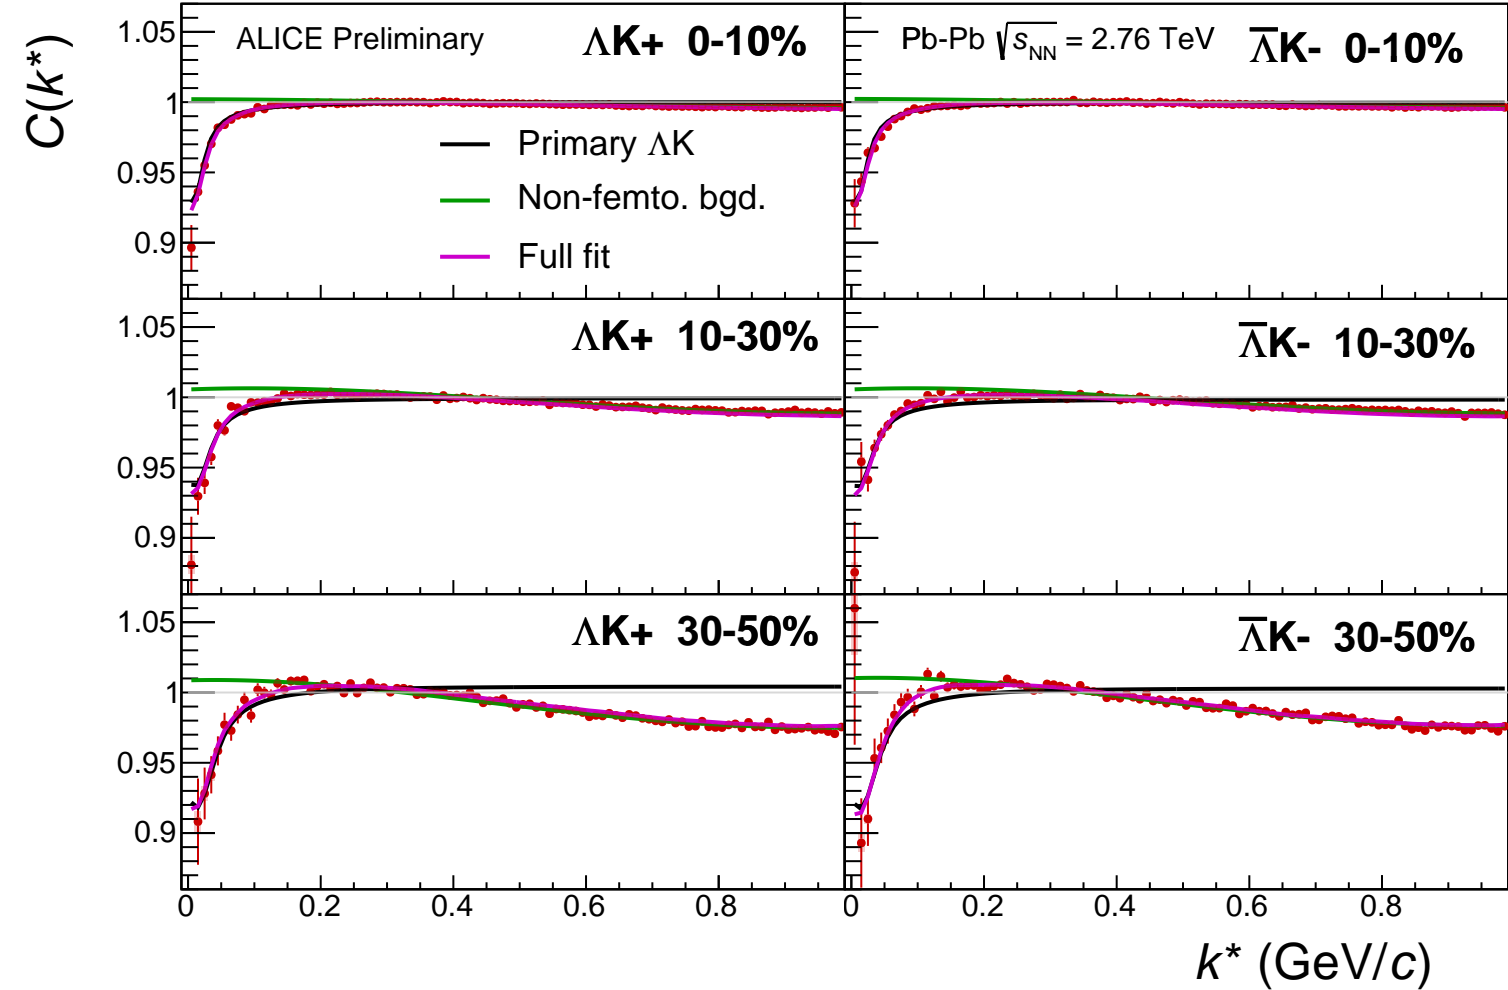 C(k*)
ALICE Preliminary
ΛK+ 0-10%
Pb-Pb √sNN = 2.76 TeV
Λ̅K- 0-10%
1.05
1
0.95
0.9
Primary ΛK
Non-femto. bgd.
Full fit
ΛK+ 10-30%
Λ̅K- 10-30%
1.05
1
0.95
0.9
ΛK+ 30-50%
Λ̅K- 30-50%
1.05
1
0.95
0.9
0 0.2 0.4 0.6 0.8
0 0.2 0.4 0.6 0.8
k* (GeV/c)